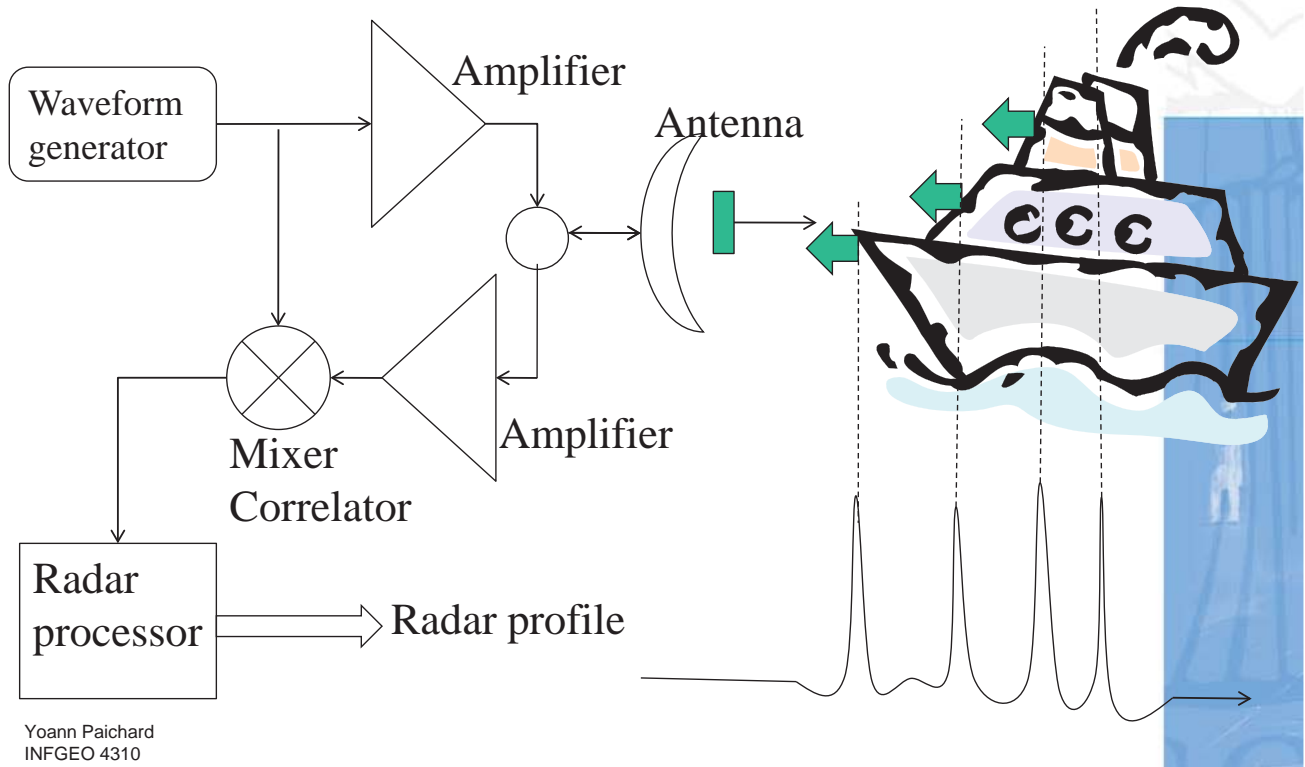 Waveform
generator
Amplifier
Antenna
Amplifier
Mixer
Correlator
Radar
processor
Radar profile
Yoann Paichard
INFGEO 4310